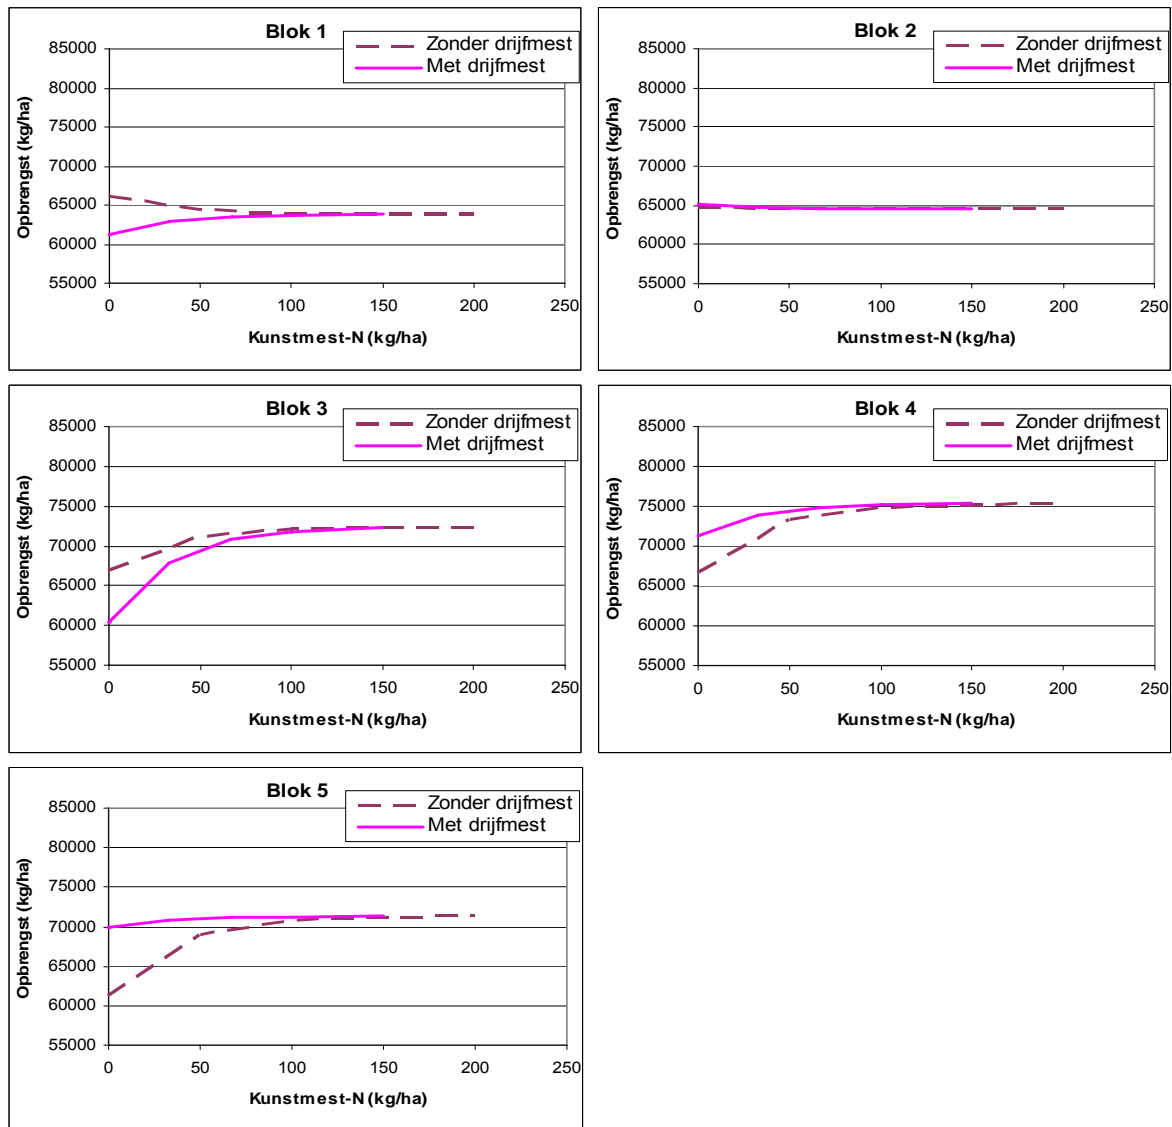 Blok 1
Zonder drijfmest
Met drijfmest
Opbrengst (kg/ha)
85000
80000
75000
70000
65000
60000
55000
0 50 100 150 200 250
Kunstmest-N (kg/ha)
Blok 2
Zonder drijfmest
Met drijfmest
Opbrengst (kg/ha)
85000
80000
75000
70000
65000
60000
55000
0 50 100 150 200 250
Kunstmest-N (kg/ha)
Blok 3
Zonder drijfmest
Met drijfmest
Opbrengst (kg/ha)
85000
80000
75000
70000
65000
60000
55000
0 50 100 150 200 250
Kunstmest-N (kg/ha)
Blok 4
Zonder drijfmest
Met drijfmest
Opbrengst (kg/ha)
85000
80000
75000
70000
65000
60000
55000
0 50 100 150 200 250
Kunstmest-N (kg/ha)
Blok 5
Zonder drijfmest
Met drijfmest
Opbrengst (kg/ha)
85000
80000
75000
70000
65000
60000
55000
0 50 100 150 200 250
Kunstmest-N (kg/ha)